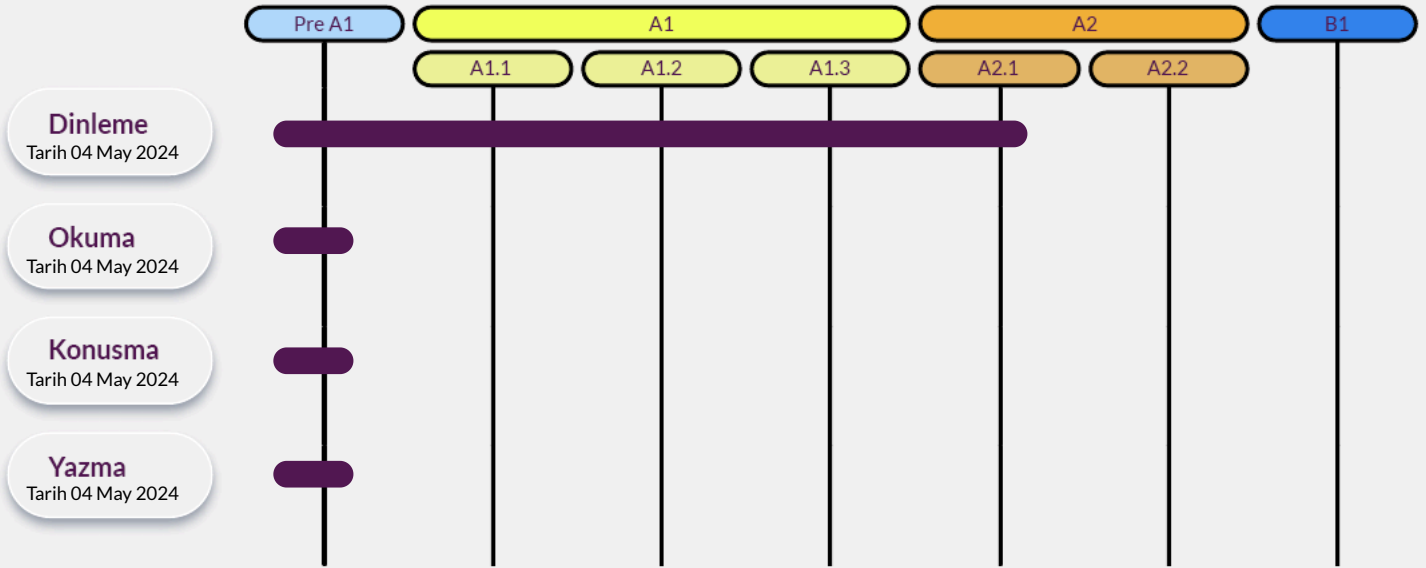 Pre A1
A1
A2
B1
A1.1
A1.2
A1.3
A2.1
A2.2
Dinleme
Tarih 04 May 2024
Okuma
Tarih 04 May 2024
Konusma
Tarih 04 May 2024
Yazma
Tarih 04 May 2024